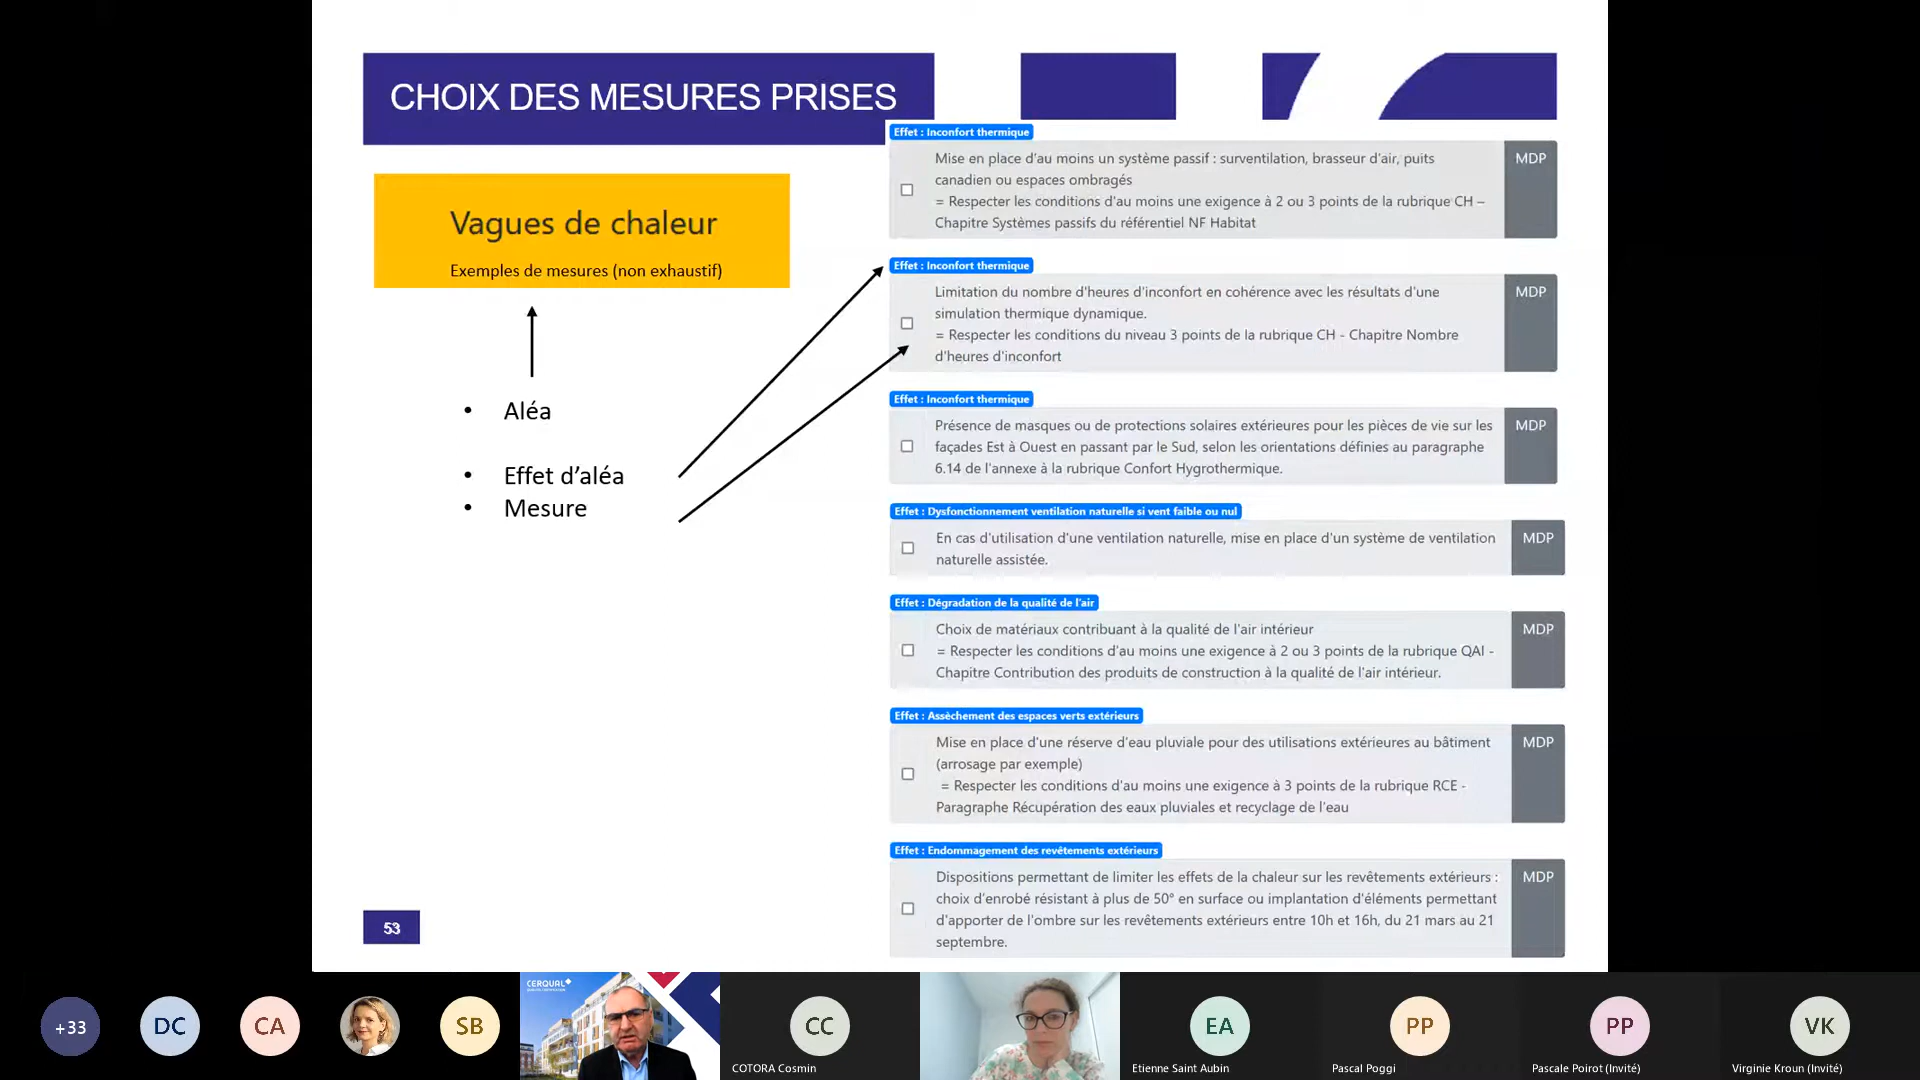 CHOIX DES MESURES PRISES
Vagues de chaleur
Exemples de mesures (non exhaustif)
• Aléa
• Effet d’aléa
• Mesure
Effet : Inconfort thermique
Mise en place d'au moins un système passif : surventilation, brasseur d'air, puits
canadien ou espaces ombragés
= Respecter les conditions d'au moins une exigence à 2 ou 3 points de la rubrique CH –
Chapitre Systèmes passifs du référentiel NF Habitat
MDP
Effet : Inconfort thermique
Limitation du nombre d'heures d'inconfort en cohérence avec les résultats d'une
simulation thermique dynamique.
= Respecter les conditions du niveau 3 points de la rubrique CH - Chapitre Nombre
d'heures d'inconfort
MDP
Effet : Inconfort thermique
Présence de masques ou de protections solaires extérieures pour les pièces de vie sur les
façades Est à Ouest en passant par le Sud, selon les orientations définies au paragraphe
6.14 de l'annexe à la rubrique Confort Hygrothermique.
MDP
Effet : Dysfonctionnement ventilation naturelle si vent faible ou nul
En cas d'utilisation d'une ventilation naturelle, mise en place d'un système de ventilation
naturelle assistée.
MDP
Effet : Dégradation de la qualité de l'air
Choix de matériaux contribuant à la qualité de l'air intérieur
= Respecter les conditions d'au moins une exigence à 2 ou 3 points de la rubrique QAI -
Chapitre Contribution des produits de construction à la qualité de l'air intérieur.
MDP
Effet : Assèchement des espaces verts extérieurs
Mise en place d'une réserve d'eau pluviale pour des utilisations extérieures au bâtiment
(arrosage par exemple)
= Respecter les conditions d'au moins une exigence à 3 points de la rubrique RCE -
Paragraphe Récupération des eaux pluviales et recyclage de l'eau
MDP
Effet : Endommagement des revêtements extérieurs
Dispositions permettant de limiter les effets de la chaleur sur les revêtements extérieurs :
choix d'enrobé résistant à plus de 50° en surface ou implantation d'éléments permettant
d'apporter de l'ombre sur les revêtements extérieurs entre 10h et 16h, du 21 mars au 21
septembre.
MDP
53
+33
DC
CA
SB
CERQUAL
CC
COTORA Cosmin
EA
Etienne Saint Aubin
PP
Pascal Poggi
PP
Pascale Poirot (Invité)
VK
Virginie Kroun (Invité)